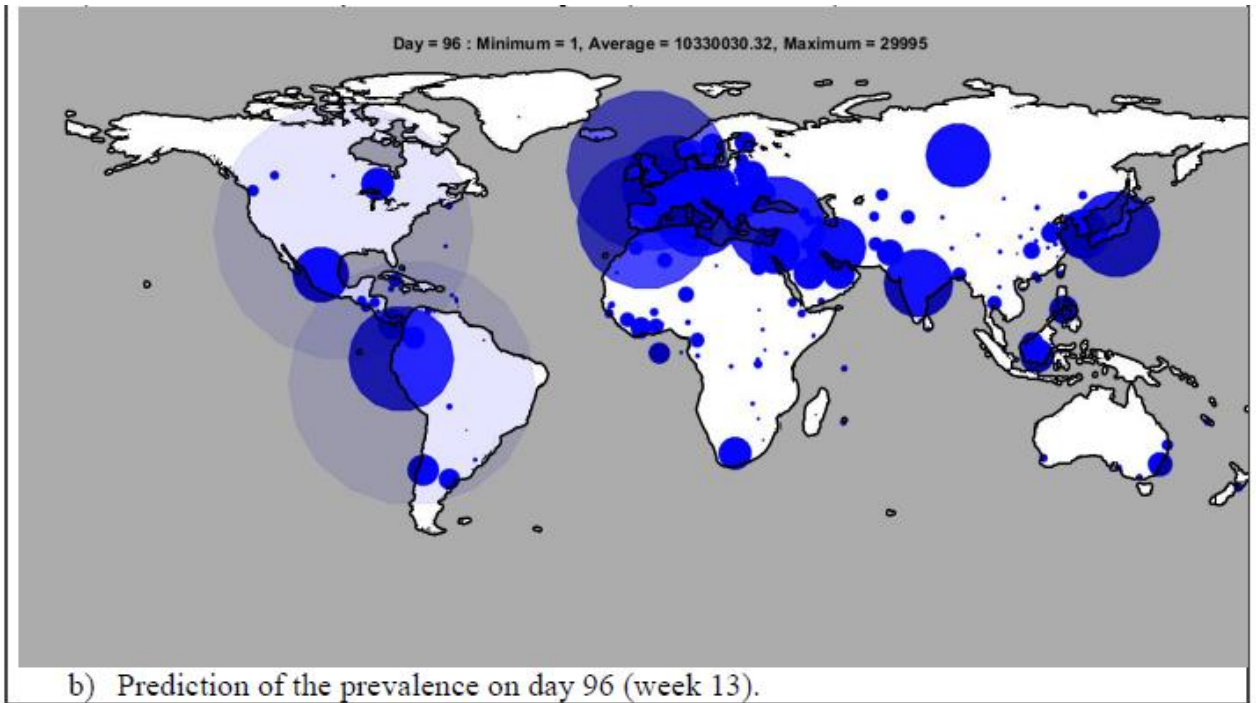 Day = 96 : Minimum = 1, Average = 10330030.32, Maximum = 29995
b) Prediction of the prevalence on day 96 (week 13).